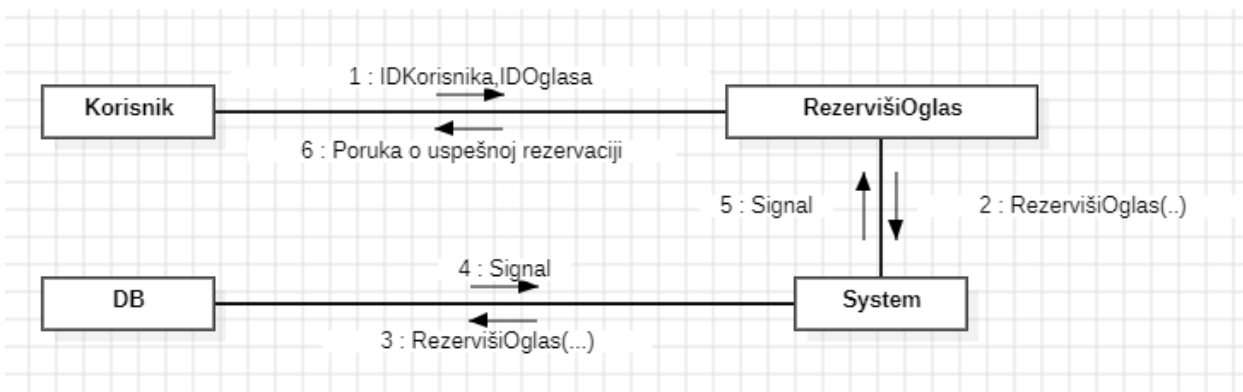 1 : IDKorisnika,IDOglasa
Korisnik
RezervišiOglas
6 : Poruka o uspešnoj rezervaciji
5 : Signal
2 : RezervišiOglas(..)
4 : Signal
DB
System
3 : RezervišiOglas(...)